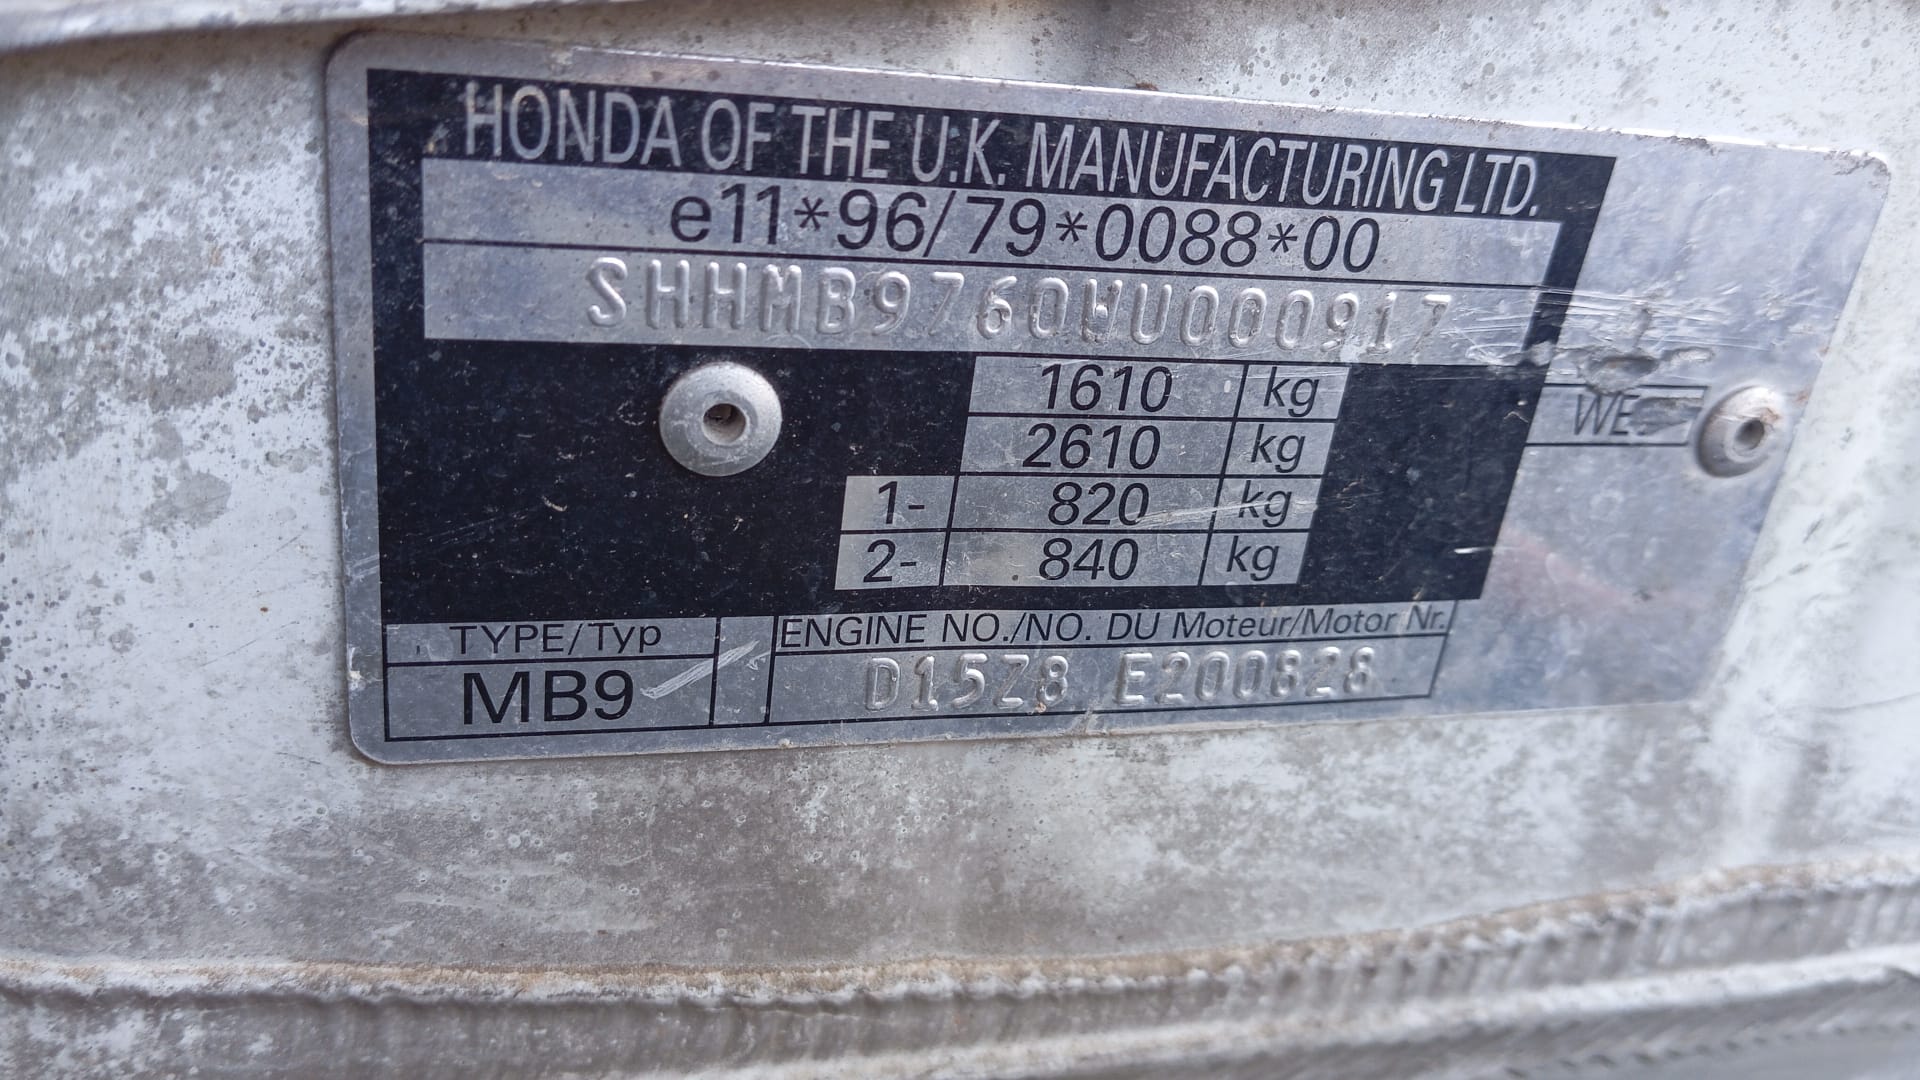 HONDA OF THE U.K. MANUFACTURING LTD.
e11*96/79*0088*00
SHHMB9760WU000917
1610 kg
2610 kg
1- 820 kg
2- 840 kg
TYPE/Typ
ENGINE NO./NO. DU Moteur/Motor Nr.
MB9
D15Z8 E200828